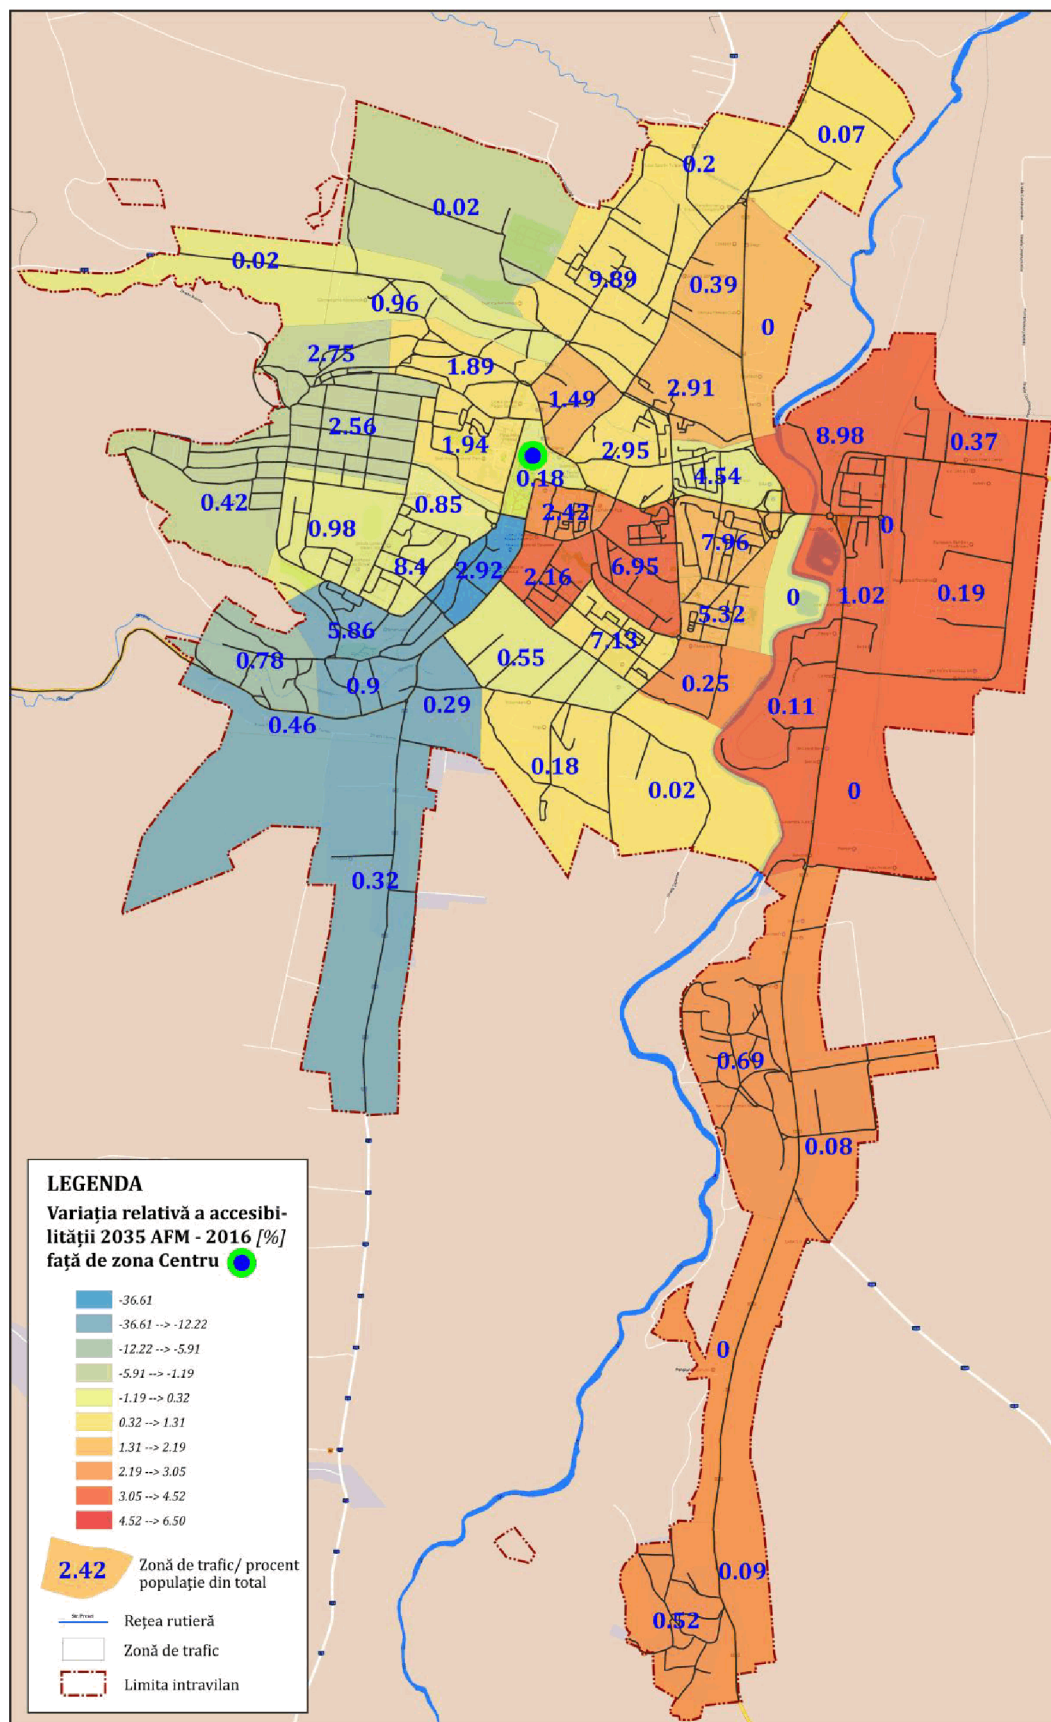 0.07
0.2
0.02
0.02
9.89
0.39
0.96
0
2.75
1.89
2.91
1.49
2.56
8.98
0.37
1.94
2.95
0.18
4.54
0.42
0.85
2.42
0.98
7.96
0
8.4
2.92
2.16
6.95
0
1.02
0.19
5.32
5.86
7.13
0.78
0.55
0.9
0.25
0.29
0.11
0.46
0.18
0.02
0
0.32
0.69
0.08
0
0.09
0.52
LEGENDA
Variația relativă a accesibi-
lității 2035 AFM - 2016 [%]
față de zona Centru
-36.61
-36.61 --> -12.22
-12.22 --> -5.91
-5.91 --> -1.19
-1.19 --> 0.32
0.32 --> 1.31
1.31 --> 2.19
2.19 --> 3.05
3.05 --> 4.52
4.52 --> 6.50
2.42
Zonă de trafic/ procent
populație din total
Rețea rutieră
Zonă de trafic
Limita intravilan